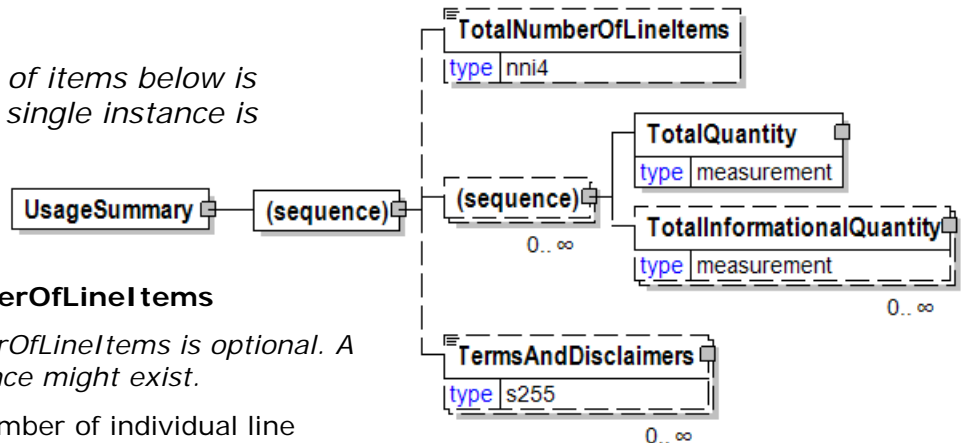 TotalNumberOfLineItems
type nni4
of items below is
single instance is
TotalQuantity
type measurement
UsageSummary
(sequence)
(sequence)
0.. ∞
TotalInformationalQuantity
type measurement
0.. ∞
erOfLineItems
rOfLineItems is optional. A
nce might exist.
TermsAndDisclaimers
type s255
mber of individual line
0.. ∞